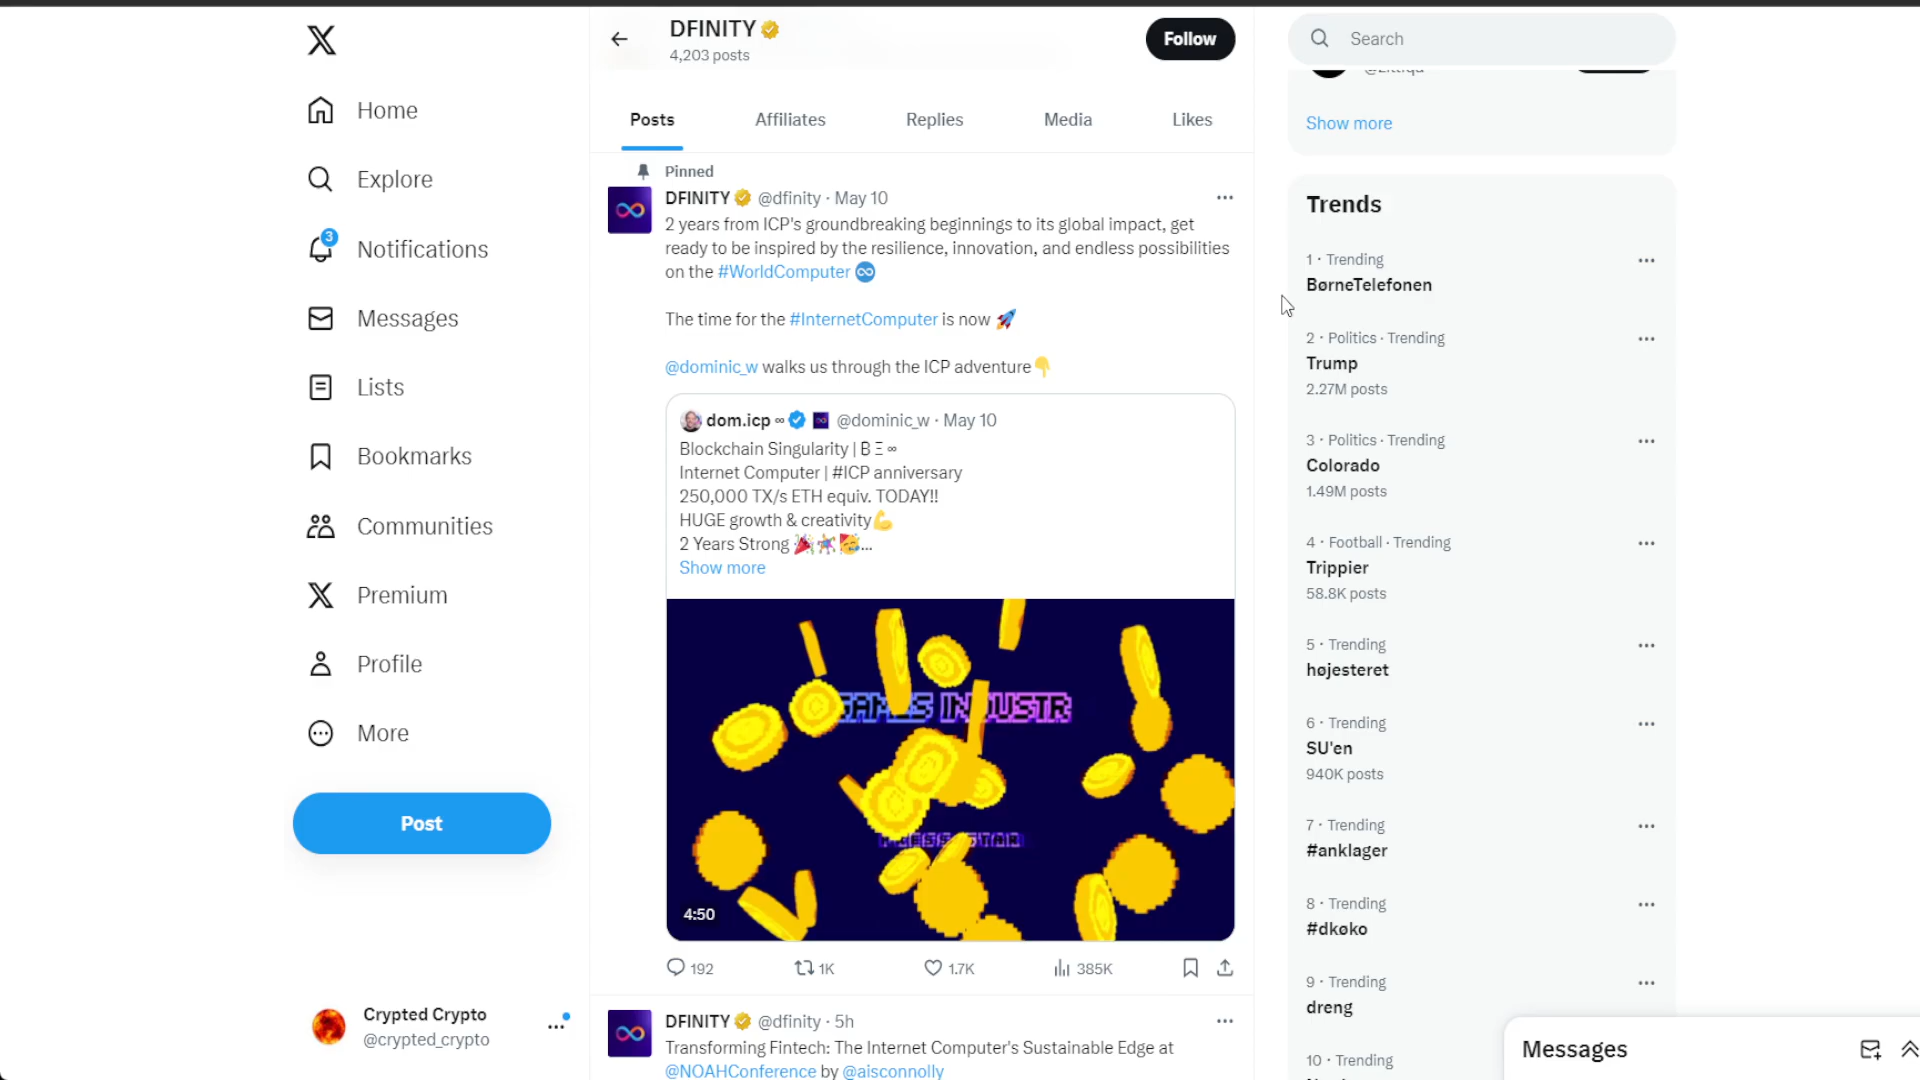 Home
Explore
3
Notifications
Messages
Lists
Bookmarks
Communities
Premium
Profile
More
Post
Crypted Crypto
@crypted_crypto
DFINITY
4,203 posts
Follow
Posts
Affiliates
Replies
Media
Likes
Pinned
DFINITY @dfinity · May 10
2 years from ICP's groundbreaking beginnings to its global impact, get
ready to be inspired by the resilience, innovation, and endless possibilities
on the #WorldComputer
The time for the #InternetComputer is now 🚀
@dominic_w walks us through the ICP adventure👇
dom.icp ∞ @dominic_w · May 10
Blockchain Singularity | B Ξ ∞
Internet Computer | #ICP anniversary
250,000 TX/s ETH equiv. TODAY!!
HUGE growth & creativity💪
2 Years Strong 🎉🪅🥳...
Show more
GAMES INDUSTR
4:50
192
1K
1.7K
385K
DFINITY @dfinity · 5h
Transforming Fintech: The Internet Computer's Sustainable Edge at
@NOAHConference by @aisconnolly
Search
Show more
Trends
1 · Trending
BørneTelefonen
2 · Politics · Trending
Trump
2.27M posts
3 · Politics · Trending
Colorado
1.49M posts
4 · Football · Trending
Trippier
58.8K posts
5 · Trending
højesteret
6 · Trending
SU'en
940K posts
7 · Trending
#anklager
8 · Trending
#dkøko
9 · Trending
dreng
10 · Trending
Messages